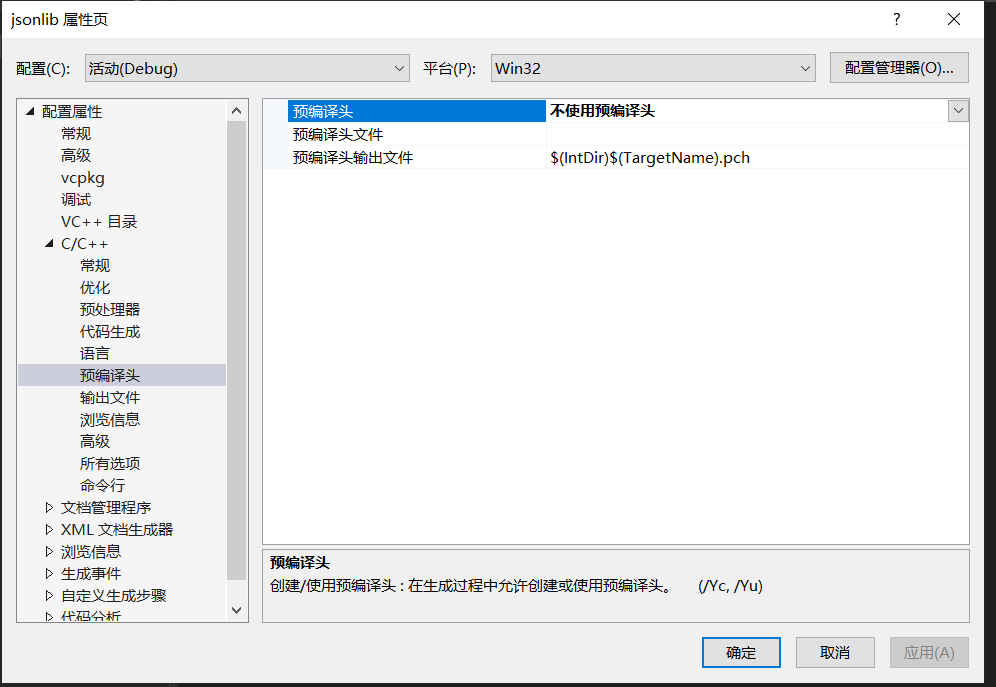 jsonlib 属性页
?
配置(C): 活动(Debug) 平台(P): Win32 配置管理器(O)...
配置属性
常规
高级
vcpkg
调试
VC++ 目录
C/C++
常规
优化
预处理器
代码生成
语言
预编译头
输出文件
浏览信息
高级
所有选项
命令行
文档管理程序
XML 文档生成器
浏览信息
生成事件
自定义生成步骤
代码分析
预编译头 不使用预编译头
预编译头文件
预编译头输出文件 $(IntDir)$(TargetName).pch
预编译头
创建/使用预编译头 : 在生成过程中允许创建或使用预编译头。 (/Yc, /Yu)
确定 取消 应用(A)